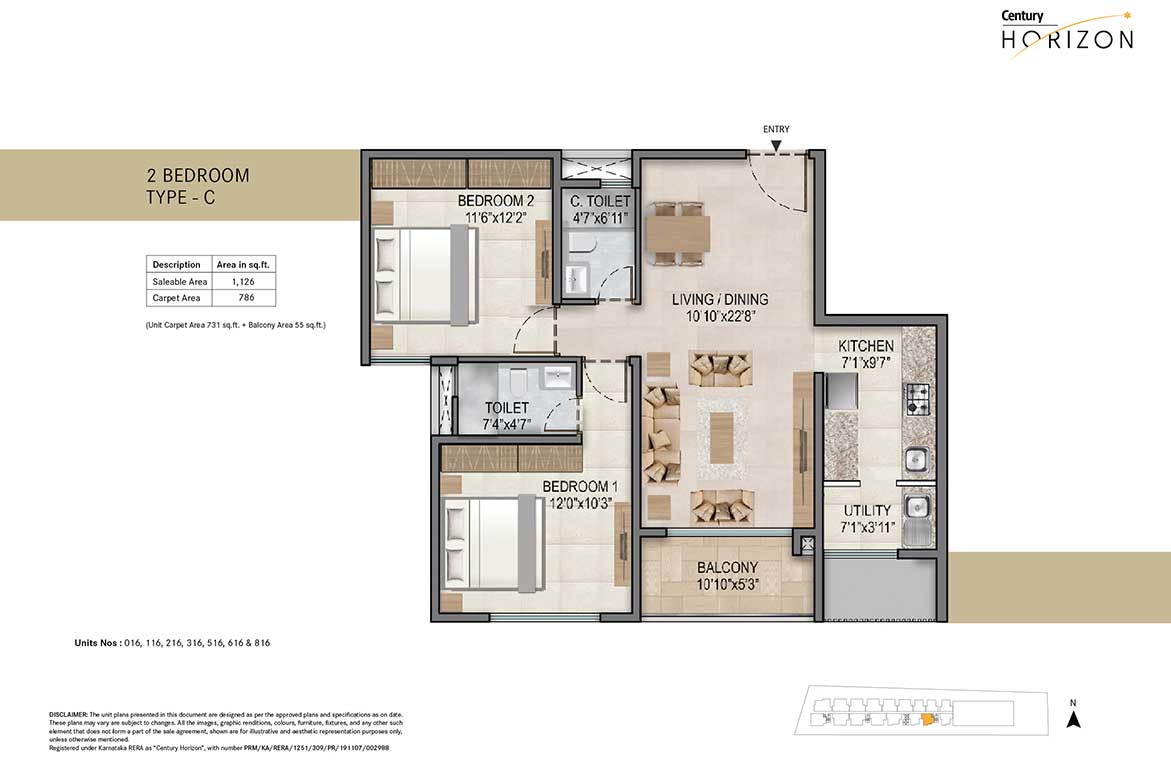 Century
HORIZON
ENTRY
2 BEDROOM
TYPE - C
Description Area in sq.ft.
Saleable Area 1,126
Carpet Area 786
(Unit Carpet Area 731 sq.ft. + Balcony Area 55 sq.ft.)
BEDROOM 2
11'6"x12'2"
C. TOILET
4'7"x6'11"
LIVING / DINING
10'10"x22'8"
KITCHEN
7'1"x9'7"
TOILET
7'4"x4'7"
BEDROOM 1
12'0"x10'3"
UTILITY
7'1"x3'11"
BALCONY
10'10"x5'3"
Units Nos : 016, 116, 216, 316, 516, 616 & 816
DISCLAIMER: The unit plans presented in this document are designed as per the approved plans and specifications as on date.
These plans may vary are subject to changes. All the images, graphic renditions, colours, furniture, fixtures, and any other such
element that does not form a part of the sale agreement, shown are for illustrative and aesthetic representation purposes only,
unless otherwise mentioned.
Registered under Karnataka RERA as "Century Horizon", with number PRM/KA/RERA/1251/309/PR/191107/002988
N